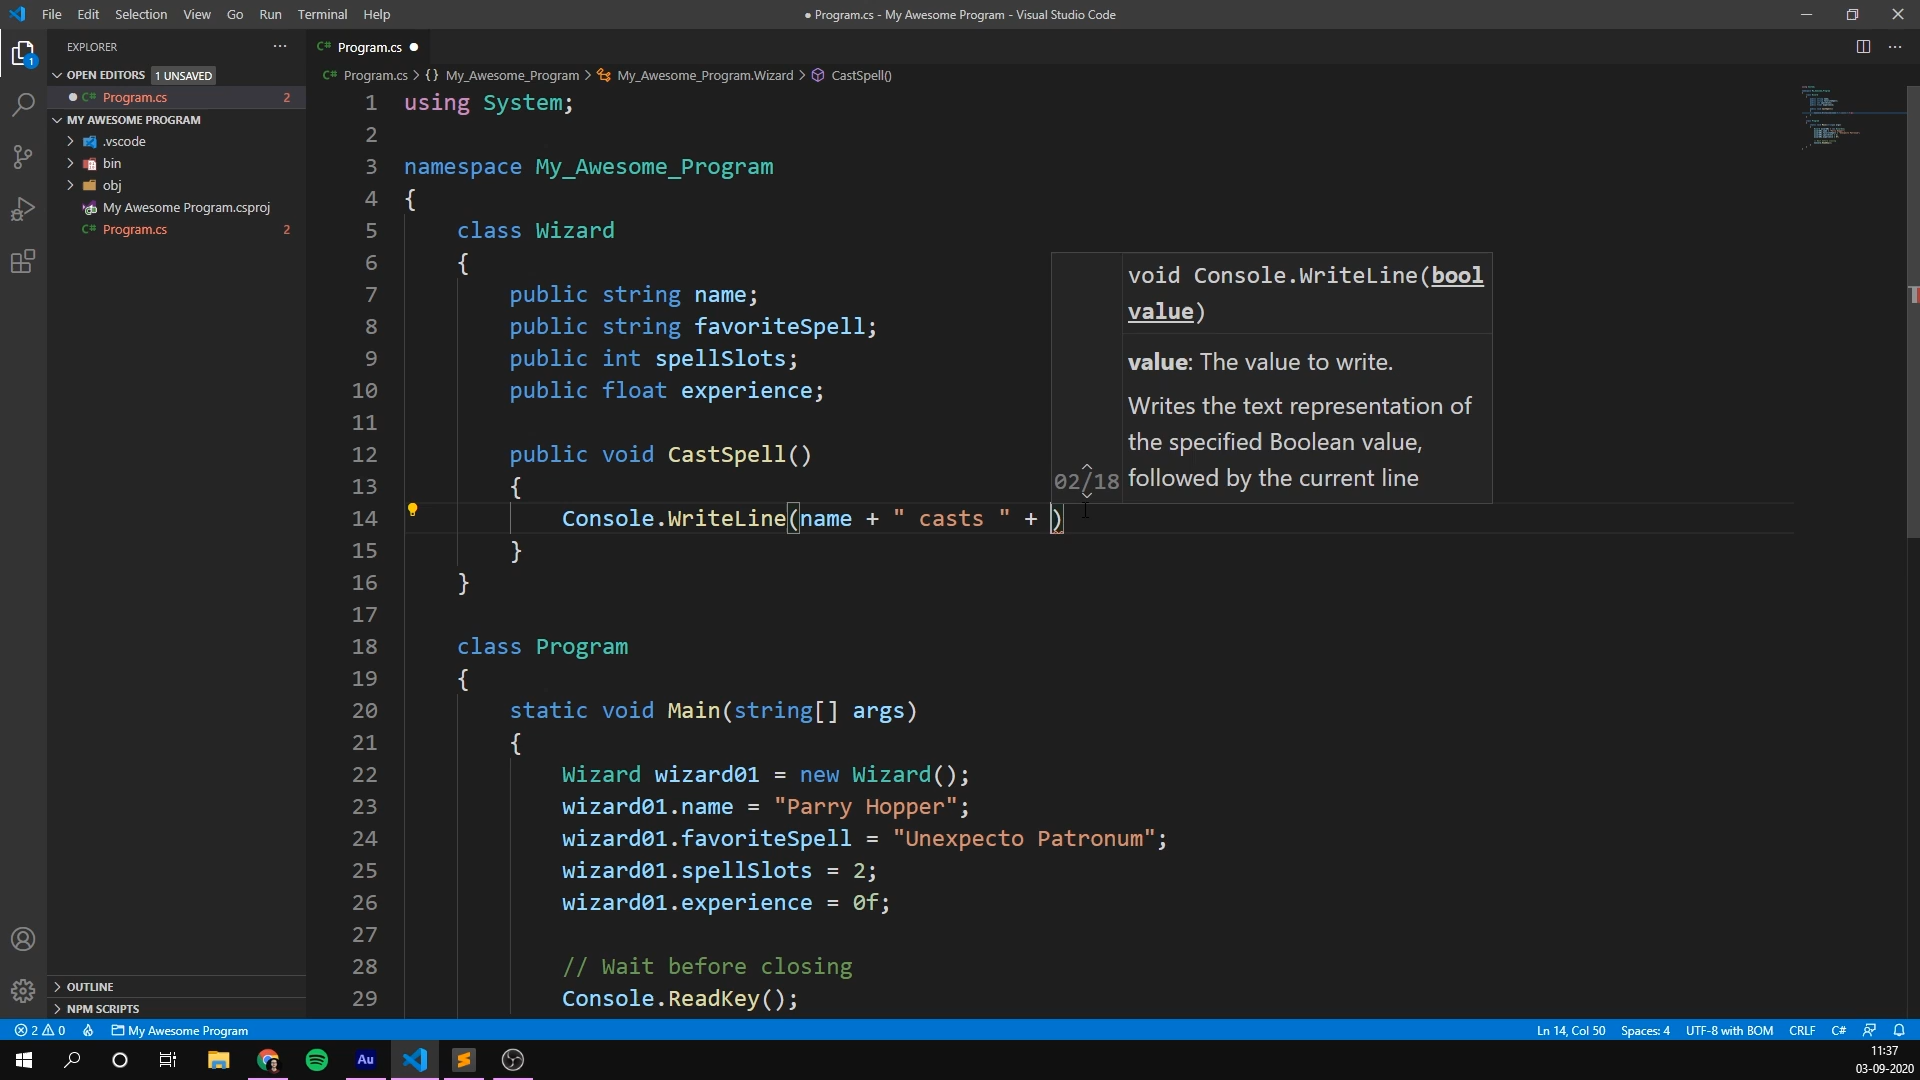 File Edit Selection View Go Run Terminal Help
● Program.cs - My Awesome Program - Visual Studio Code
EXPLORER
OPEN EDITORS 1 UNSAVED
Program.cs 2
MY AWESOME PROGRAM
.vscode
bin
obj
My Awesome Program.csproj
Program.cs 2
OUTLINE
NPM SCRIPTS
1
Program.cs
Program.cs > {} My_Awesome_Program > My_Awesome_Program.Wizard > CastSpell()
1 using System;
2
3 namespace My_Awesome_Program
4 {
5 class Wizard
6 {
7 public string name;
8 public string favoriteSpell;
9 public int spellSlots;
10 public float experience;
11
12 public void CastSpell()
13 {
14 Console.WriteLine(name + " casts " + )
15 }
16 }
17
18 class Program
19 {
20 static void Main(string[] args)
21 {
22 Wizard wizard01 = new Wizard();
23 wizard01.name = "Parry Hopper";
24 wizard01.favoriteSpell = "Unexpecto Patronum";
25 wizard01.spellSlots = 2;
26 wizard01.experience = 0f;
27
28 // Wait before closing
29 Console.ReadKey();
void Console.WriteLine(bool
value)
value: The value to write.
Writes the text representation of
the specified Boolean value,
followed by the current line
02/18
2 0 My Awesome Program
Ln 14, Col 50 Spaces: 4 UTF-8 with BOM CRLF C#
Au
11:37
03-09-2020